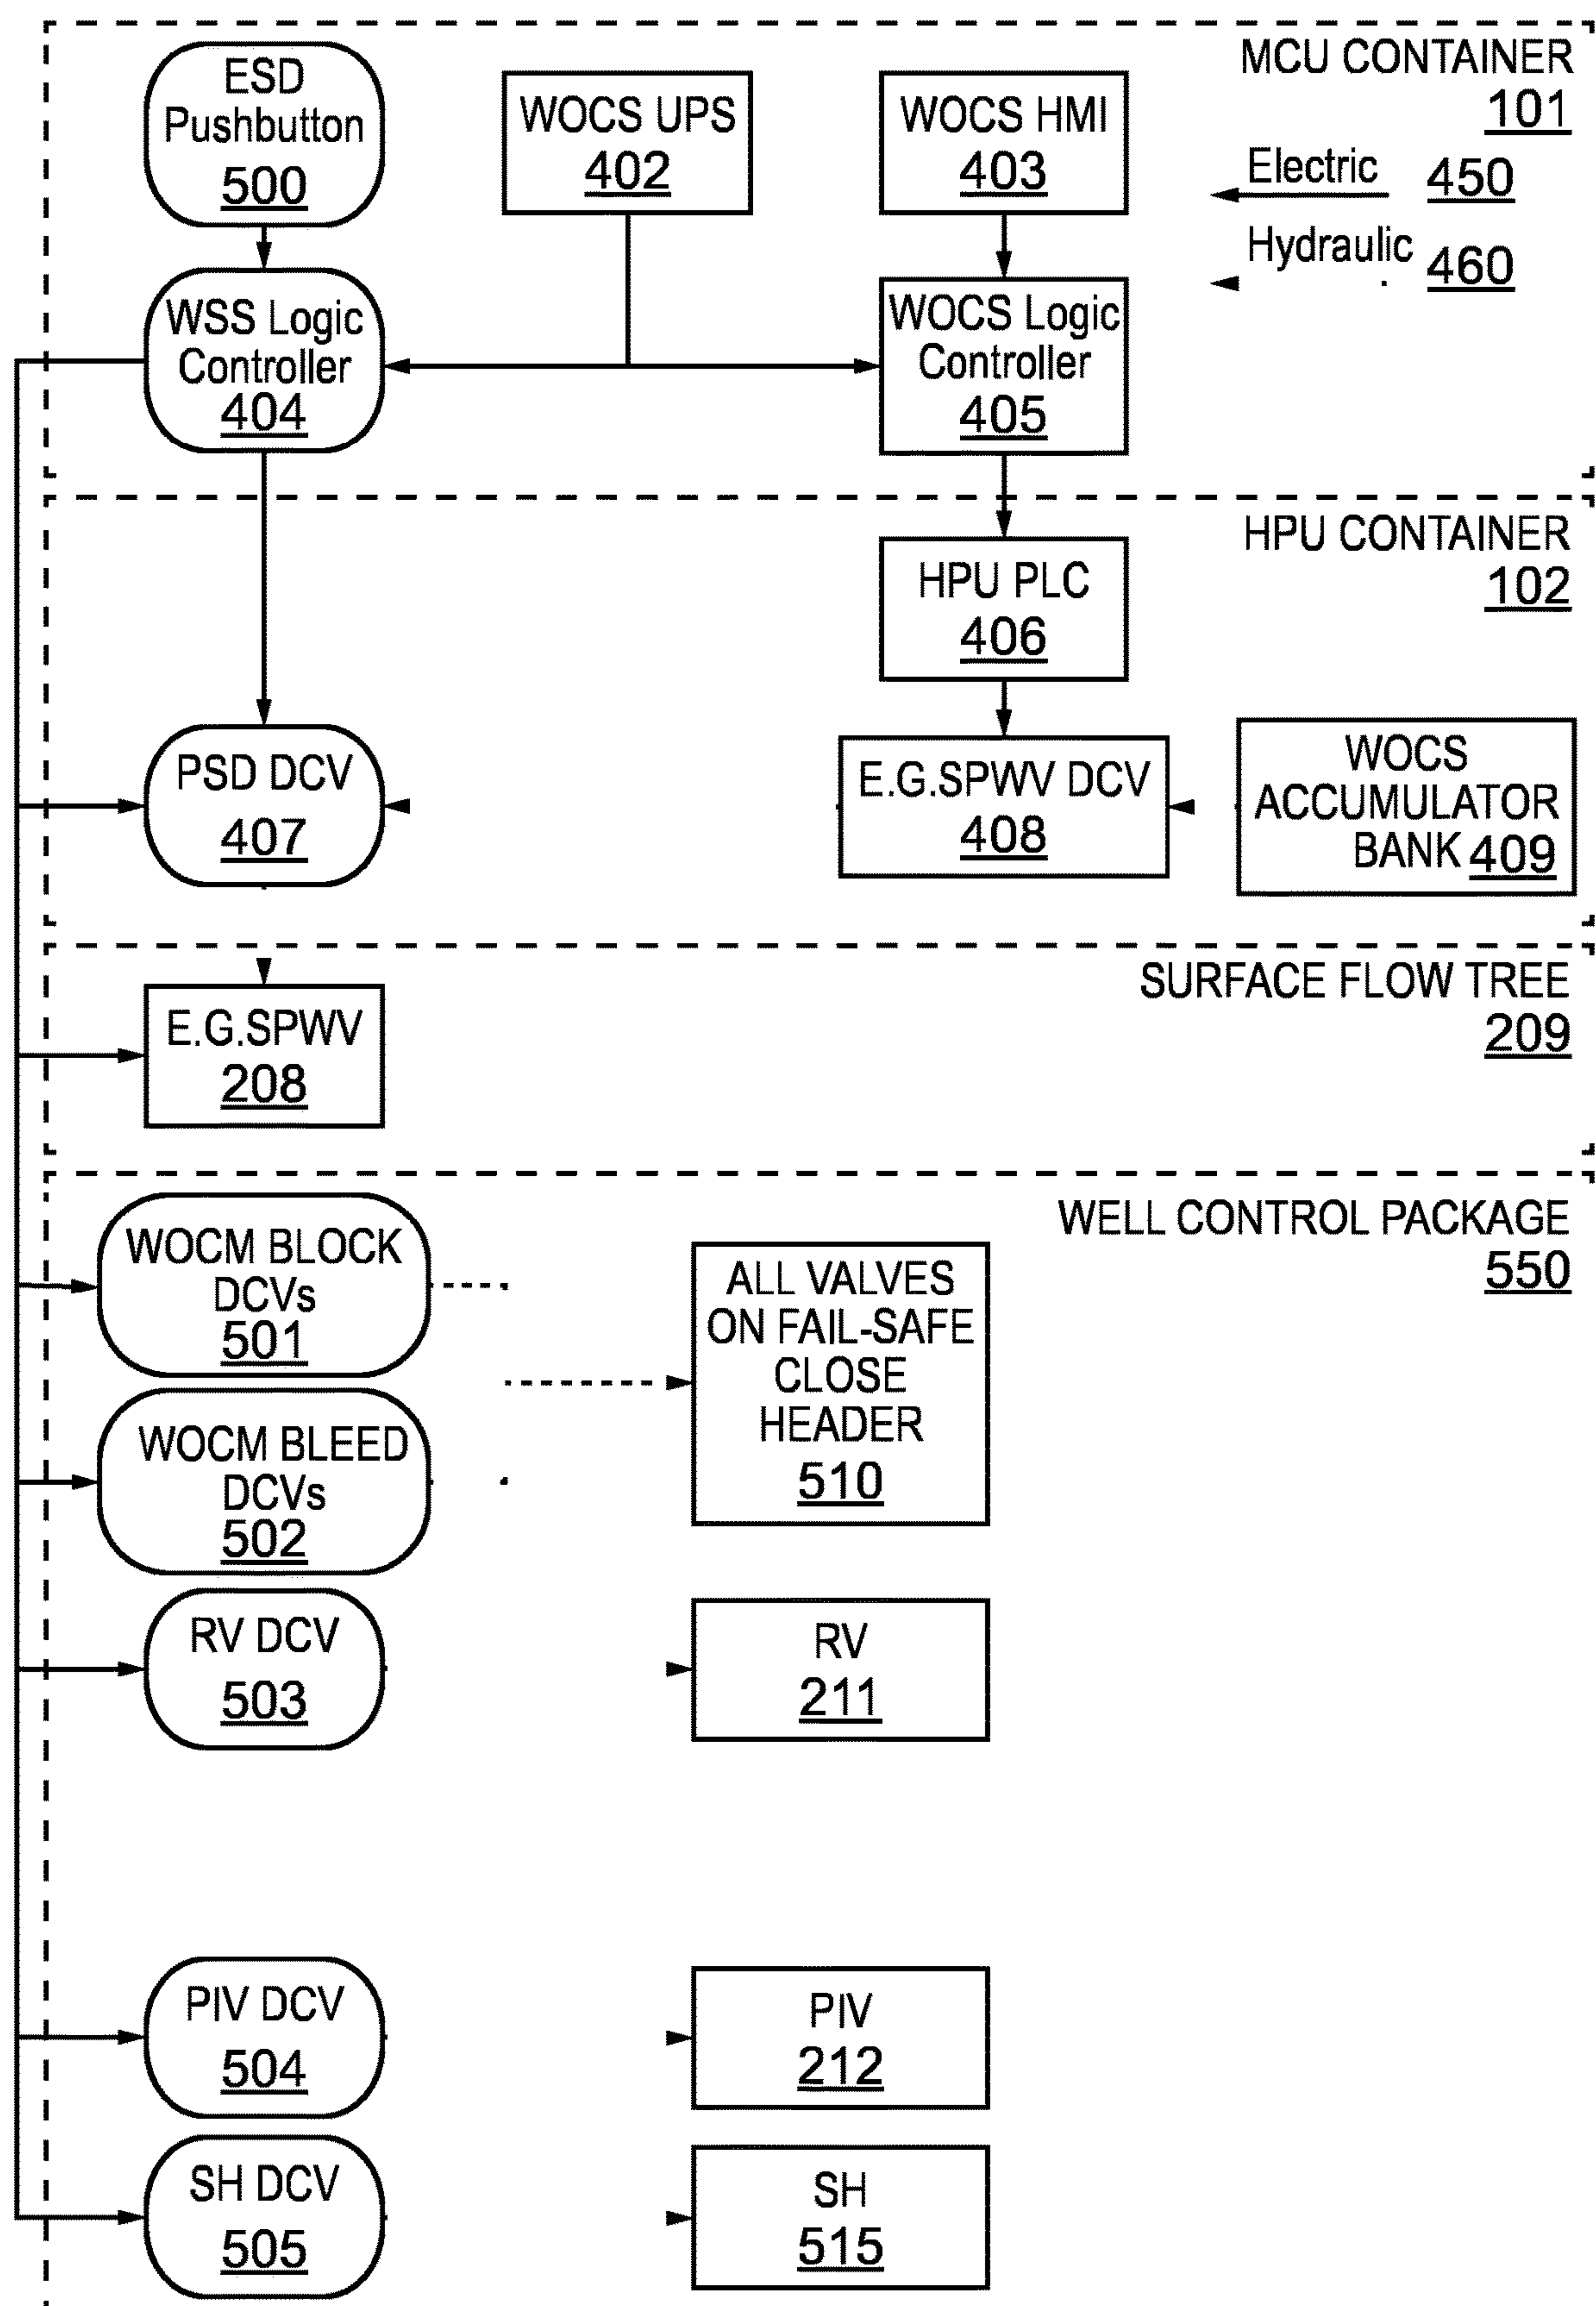 MCU CONTAINER
101
ESD
Pushbutton
500
WOCS UPS
402
WOCS HMI
403
Electric
450
Hydraulic
460
WSS Logic
Controller
404
WOCS Logic
Controller
405
HPU CONTAINER
102
HPU PLC
406
PSD DCV
407
E.G.SPWV DCV
408
WOCS
ACCUMULATOR
BANK 409
SURFACE FLOW TREE
209
E.G.SPWV
208
WELL CONTROL PACKAGE
550
WOCM BLOCK
DCVs
501
ALL VALVES
ON FAIL-SAFE
CLOSE
HEADER
510
WOCM BLEED
DCVs
502
RV DCV
503
RV
211
PIV DCV
504
PIV
212
SH DCV
505
SH
515